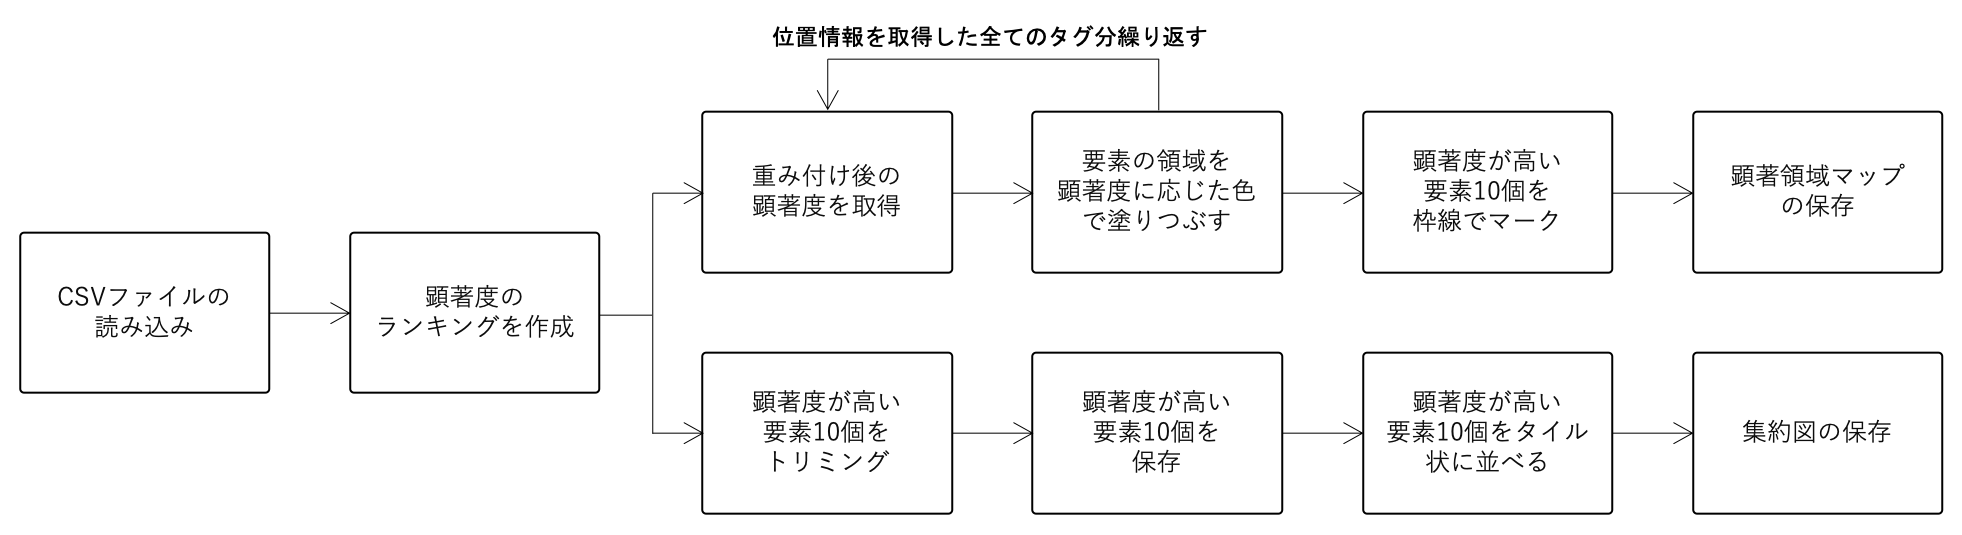 位置情報を取得した全てのタグ分繰り返す
CSVファイルの
読み込み
顕著度の
ランキングを作成
重み付け後の
顕著度を取得
要素の領域を
顕著度に応じた色
で塗りつぶす
顕著度が高い
要素10個を
枠線でマーク
顕著領域マップ
の保存
顕著度が高い
要素10個を
トリミング
顕著度が高い
要素10個を
保存
顕著度が高い
要素10個をタイル
状に並べる
集約図の保存